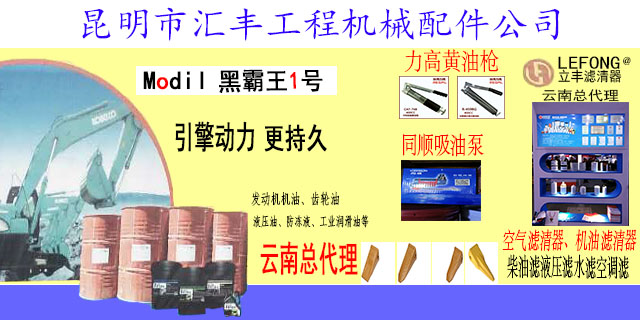 昆明市汇丰工程机械配件公司
Modil 黑霸王1号
引擎动力 更持久
发动机机油、齿轮油
液压油、防冻液、工业润滑油等
云南总代理
力高黄油枪
同顺吸油泵
LEFONG@
立丰滤清器
云南总代理
空气滤清器、机油滤清器
柴油滤液压滤水滤空调滤